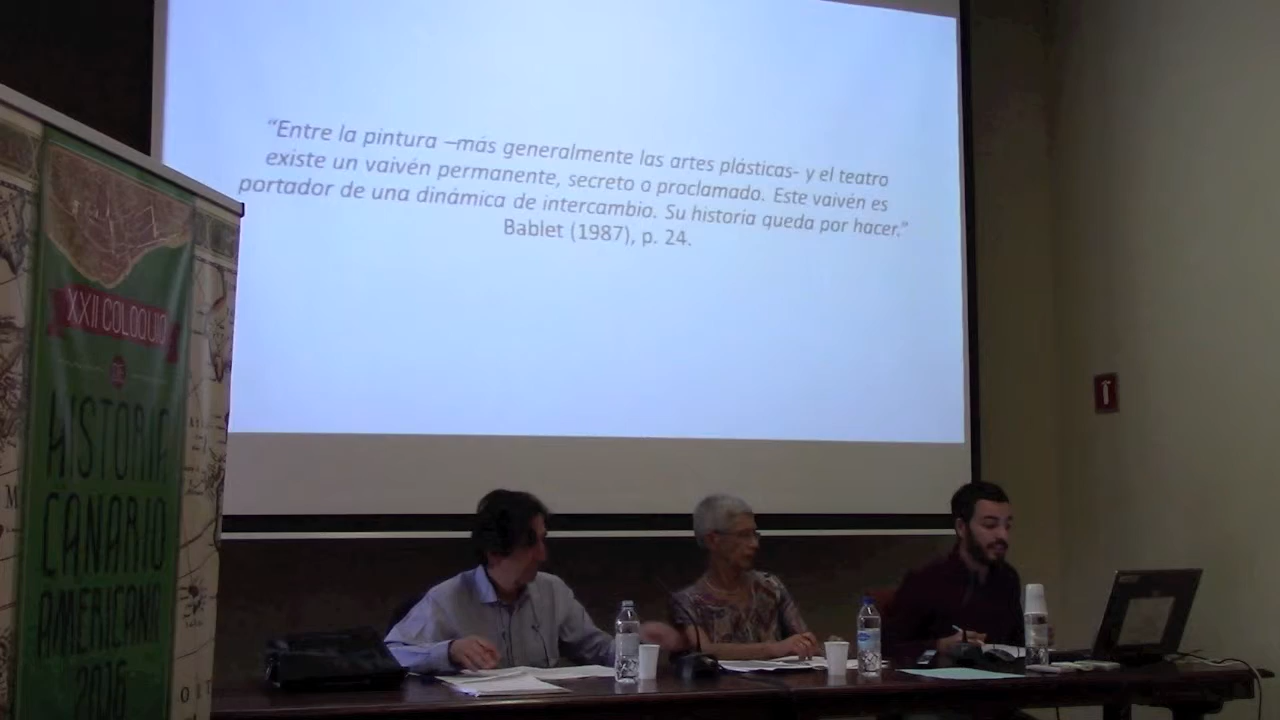 “Entre la pintura –más generalmente las artes plásticas- y el teatro
existe un vaivén permanente, secreto o proclamado. Este vaivén es
portador de una dinámica de intercambio. Su historia queda por hacer.”
Bablet (1987), p. 24.
XXII COLOQUIO
DE
HISTORIA
CANARIO
AMERICANA
2016